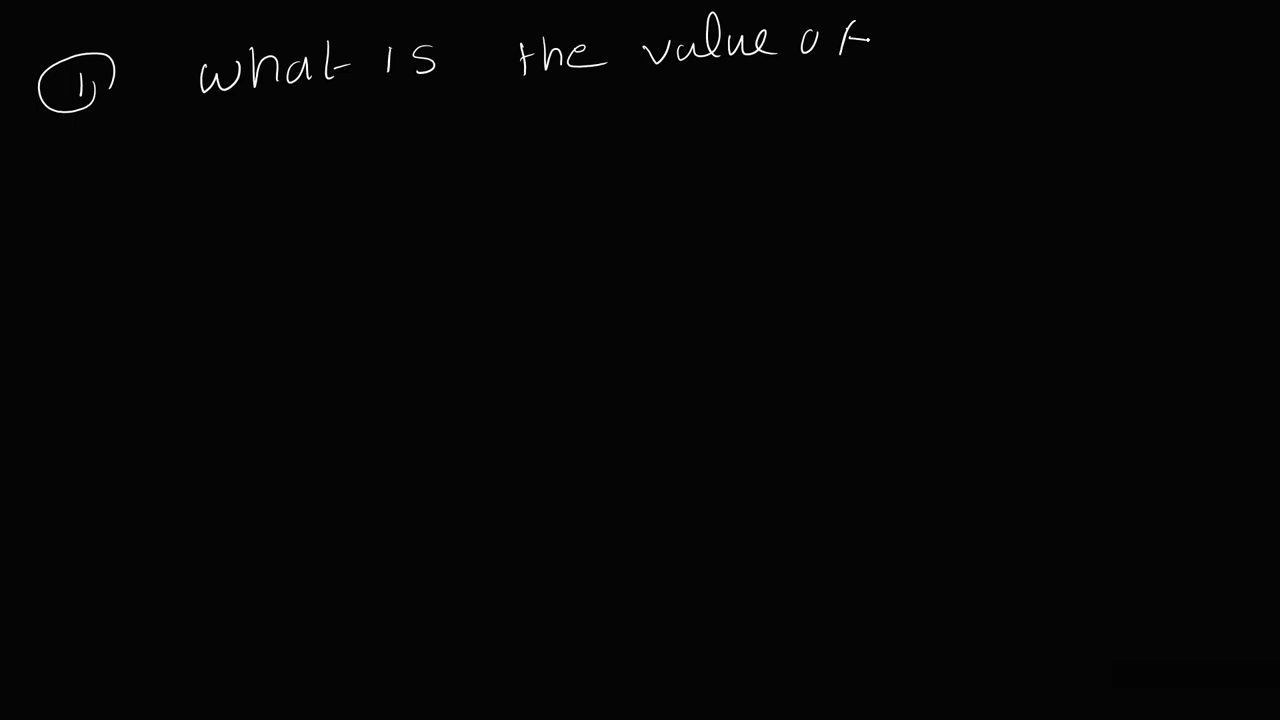 ① what is the value of